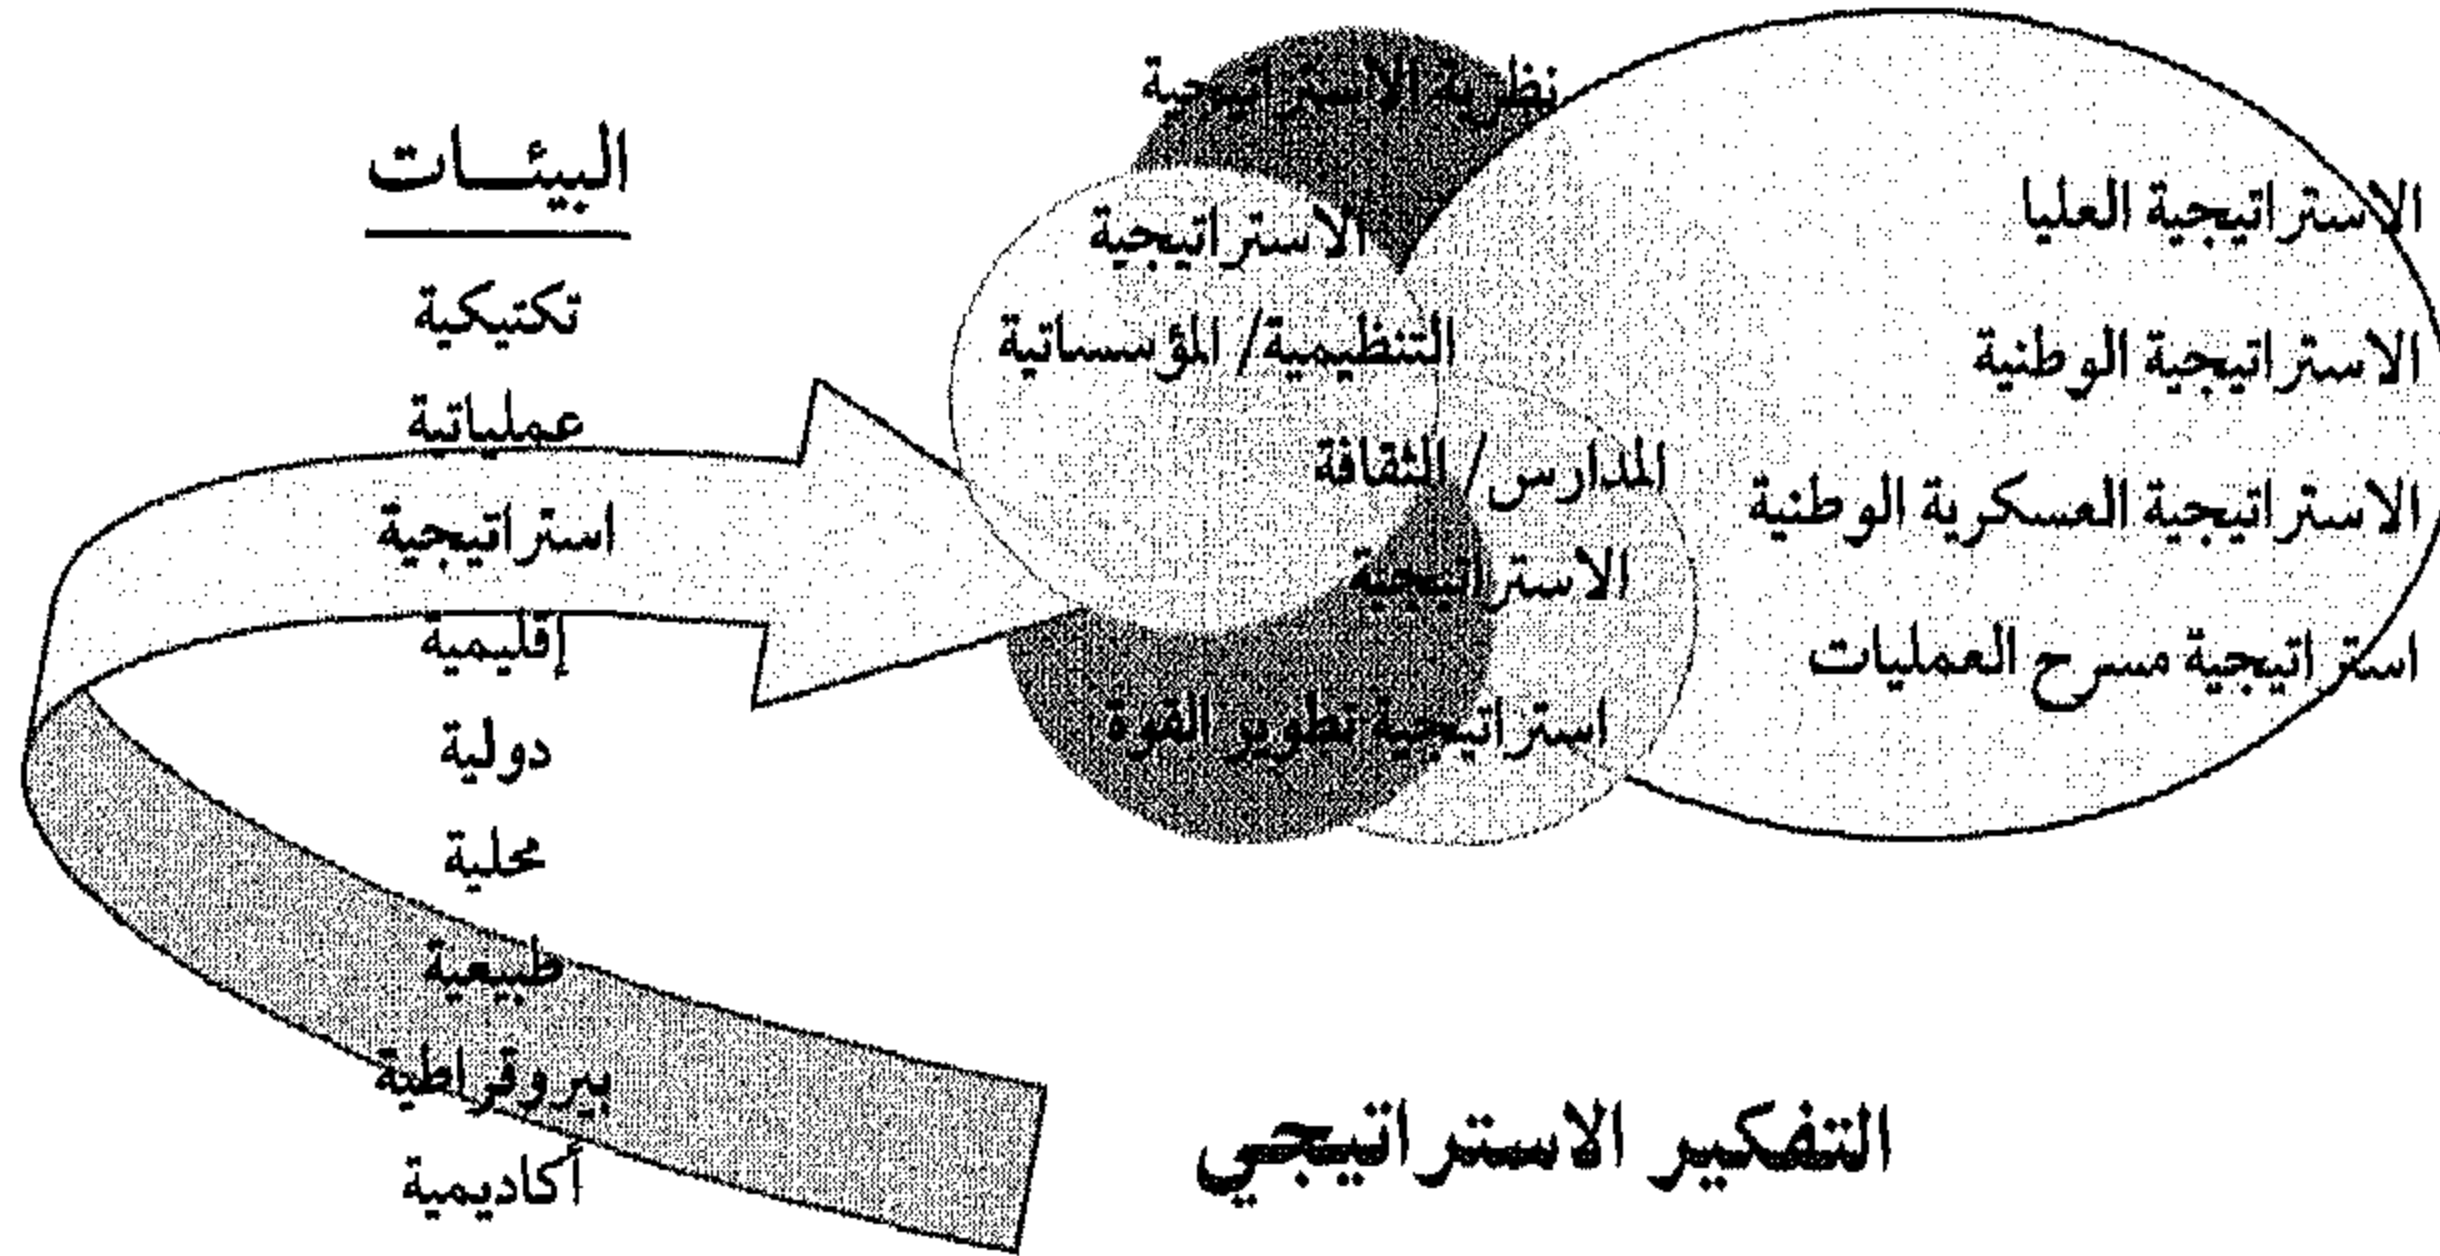 البيئات
تكتيكية
عملياتية
استراتيجية
إقليمية
دولية
محلية
طبيعية
بيروقراطية
أكاديمية
نظرية الاستراتيجية
الاستراتيجية
التنظيمية/ المؤسساتية
المدارس/ الثقافة
الاستراتيجية
استراتيجية تطوير القوة
الاستراتيجية العليا
الاستراتيجية الوطنية
الاستراتيجية العسكرية الوطنية
استراتيجية مسرح العمليات
التفكير الاستراتيجي